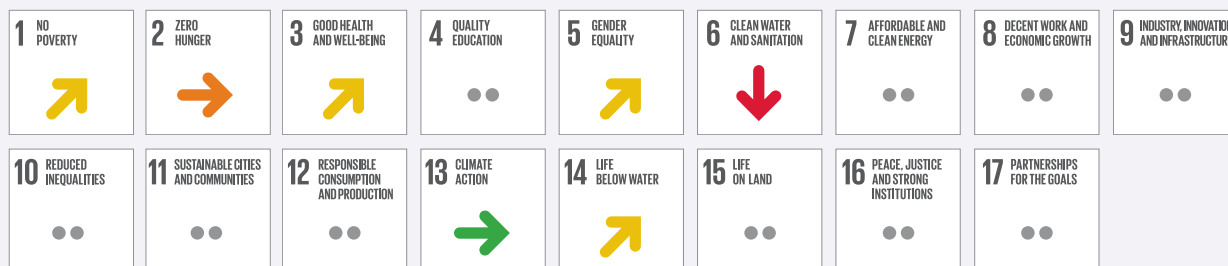 1 NO
POVERTY
2 ZERO
HUNGER
3 GOOD HEALTH
AND WELL-BEING
4 QUALITY
EDUCATION
5 GENDER
EQUALITY
6 CLEAN WATER
AND SANITATION
7 AFFORDABLE AND
CLEAN ENERGY
8 DECENT WORK AND
ECONOMIC GROWTH
9 INDUSTRY, INNOVATION
AND INFRASTRUCTURE
10 REDUCED
INEQUALITIES
11 SUSTAINABLE CITIES
AND COMMUNITIES
12 RESPONSIBLE
CONSUMPTION
AND PRODUCTION
13 CLIMATE
ACTION
14 LIFE
BELOW WATER
15 LIFE
ON LAND
16 PEACE, JUSTICE
AND STRONG
INSTITUTIONS
17 PARTNERSHIPS
FOR THE GOALS